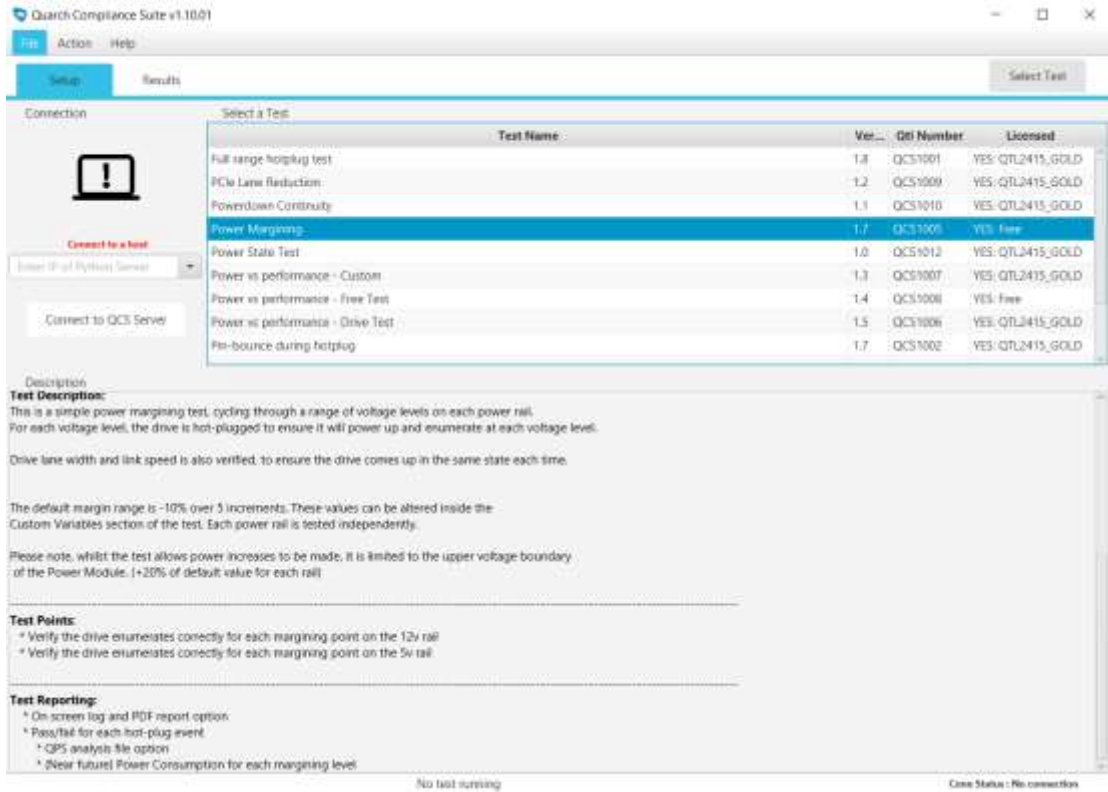 Quarch Compliance Suite v1.10.01
File Action Help
Setup Results Select Test
Connection Select a Test
Test Name Ver... Qtl Number Licensed
Full range hotplug test 1.8 QCS1001 YES: QTL2415_GOLD
PCIe Lane Reduction 1.2 QCS1009 YES: QTL2415_GOLD
Powerdown Continuity 1.1 QCS1010 YES: QTL2415_GOLD
Power Margining 1.7 QCS1005 YES: Free
Power State Test 1.0 QCS1012 YES: QTL2415_GOLD
Power vs performance - Custom 1.3 QCS1007 YES: QTL2415_GOLD
Power vs performance - Free Test 1.4 QCS1008 YES: Free
Power vs performance - Drive Test 1.5 QCS1006 YES: QTL2415_GOLD
Pin-bounce during hotplug 1.7 QCS1002 YES: QTL2415_GOLD
Connect to a host
Enter IP of Python Server
Connect to QCS Server
Description
Test Description:
This is a simple power margining test, cycling through a range of voltage levels on each power rail.
For each voltage level, the drive is hot-plugged to ensure it will power up and enumerate at each voltage level.
Drive lane width and link speed is also verified, to ensure the drive comes up in the same state each time.
The default margin range is -10% over 5 increments. These values can be altered inside the
Custom Variables section of the test. Each power rail is tested independently.
Please note, whilst the test allows power increases to be made, it is limited to the upper voltage boundary
of the Power Module. (+20% of default value for each rail)
Test Points:
* Verify the drive enumerates correctly for each margining point on the 12v rail
* Verify the drive enumerates correctly for each margining point on the 5v rail
Test Reporting:
* On screen log and PDF report option
* Pass/fail for each hot-plug event
* QPS analysis file option
* (Near future) Power Consumption for each margining level
No test running Conn Status : No connection